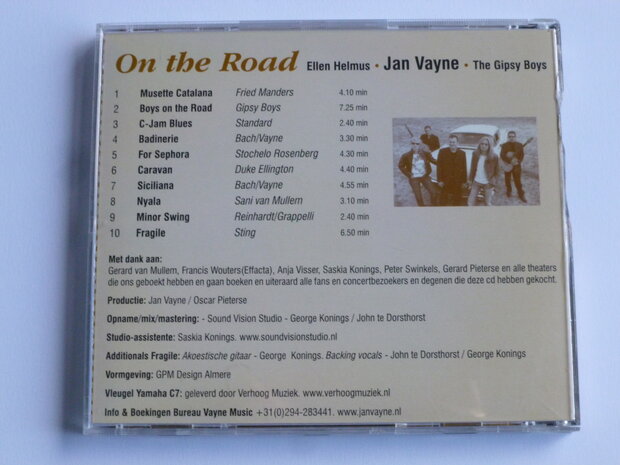 On the Road Ellen Helmus • Jan Vayne • The Gipsy Boys
1 Musette Catalana Fried Manders 4.10 min
2 Boys on the Road Gipsy Boys 7.25 min
3 C-Jam Blues Standard 2.40 min
4 Badinerie Bach/Vayne 3.30 min
5 For Sephora Stochelo Rosenberg 4.30 min
6 Caravan Duke Ellington 4.40 min
7 Siciliana Bach/Vayne 4.55 min
8 Nyala Sani van Mullem 3.10 min
9 Minor Swing Reinhardt/Grappelli 2.40 min
10 Fragile Sting 6.50 min
Met dank aan:
Gerard van Mullem, Francis Wouters(Effacta), Anja Visser, Saskia Konings, Peter Swinkels, Gerard Pieterse en alle theaters
die ons geboekt hebben en gaan boeken en uiteraard alle fans en concertbezoekers en degenen die deze cd hebben gekocht.
Productie: Jan Vayne / Oscar Pieterse
Opname/mix/mastering: - Sound Vision Studio - George Konings / John te Dorsthorst
Studio-assistente: Saskia Konings. www.soundvisionstudio.nl
Additionals Fragile: Akoestische gitaar - George Konings. Backing vocals - John te Dorsthorst / George Konings
Vormgeving: GPM Design Almere
Vleugel Yamaha C7: geleverd door Verhoog Muziek. www.verhoogmuziek.nl
Info & Boekingen Bureau Vayne Music +31(0)294-283441. www.janvayne.nl